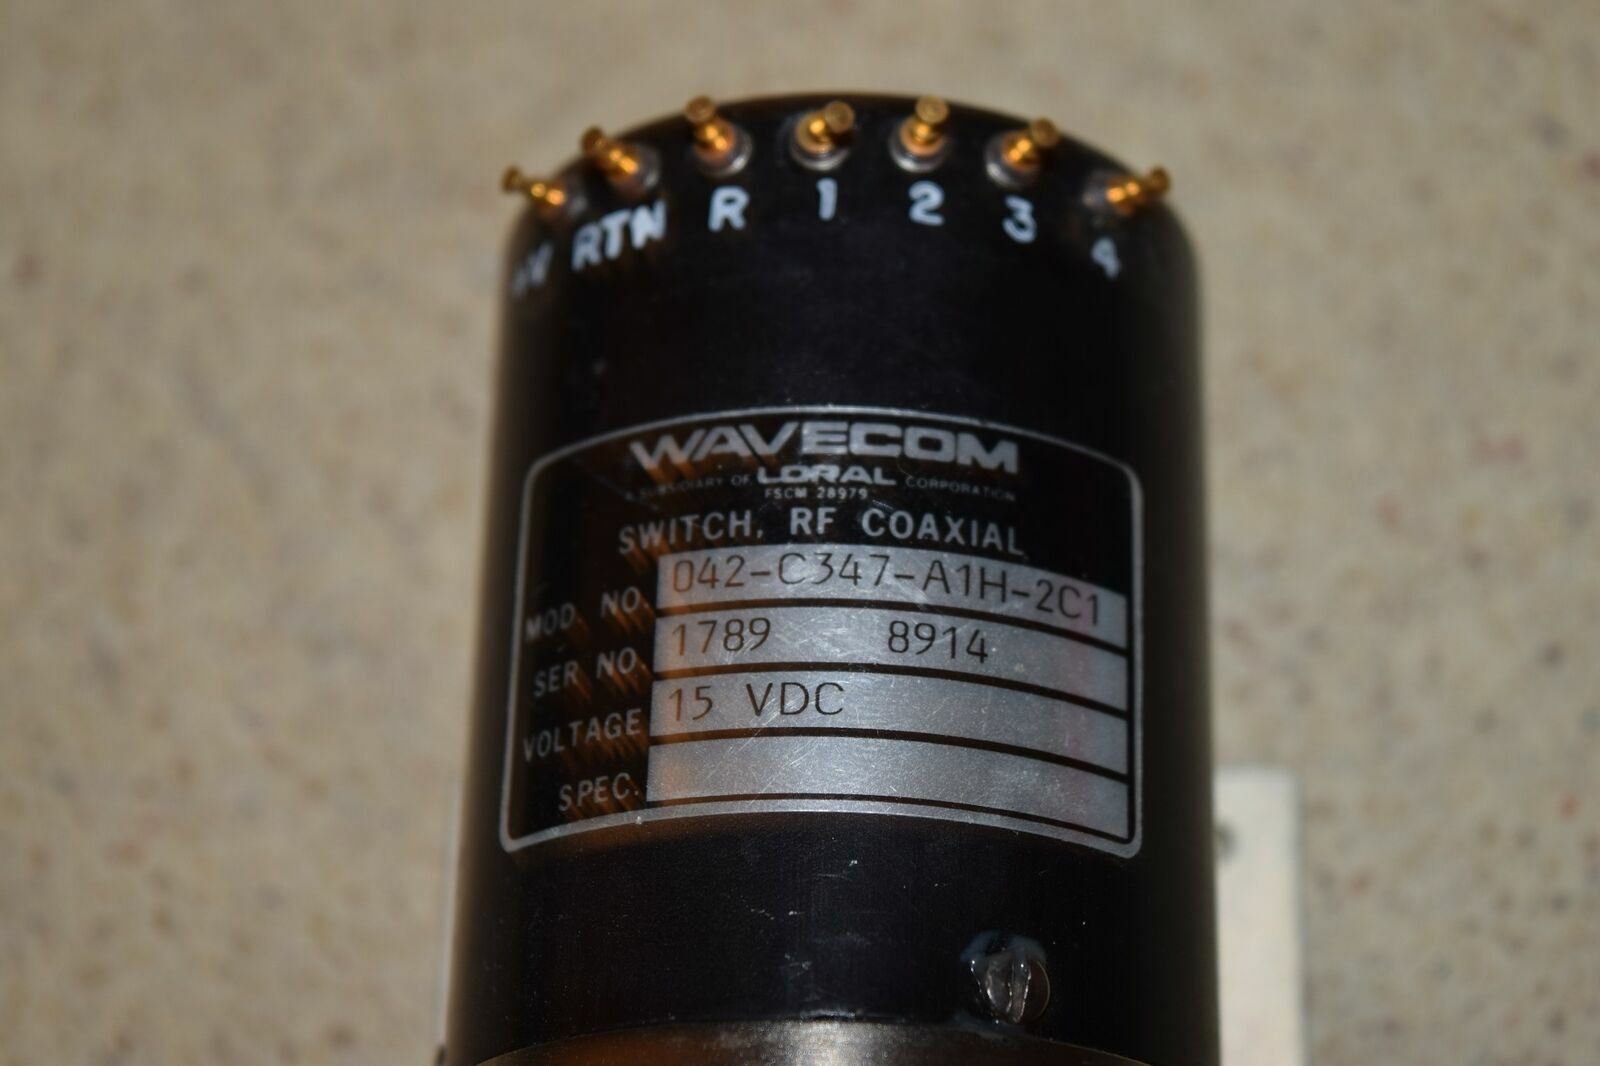 RTN R 1 2 3 4
WAVECOM
A SUBSIDIARY OF LORAL CORPORATION
FSCM 28979
SWITCH, RF COAXIAL
MOD. NO. 042-C347-A1H-2C1
SER NO. 1789 8914
VOLTAGE 15 VDC
SPEC.